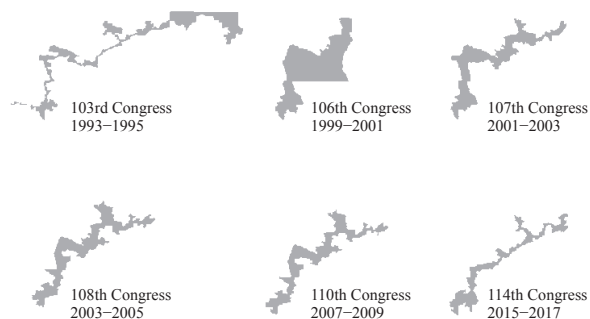 103rd Congress
1993−1995
106th Congress
1999−2001
107th Congress
2001−2003
108th Congress
2003−2005
110th Congress
2007−2009
114th Congress
2015−2017